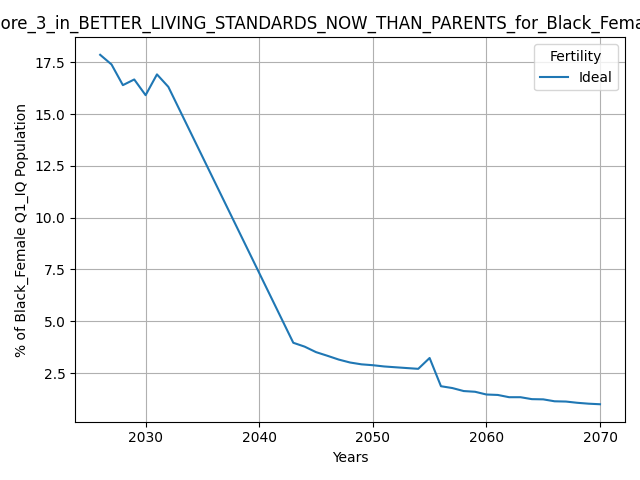 ore_3_in_BETTER_LIVING_STANDARDS_NOW_THAN_PARENTS_for_Black_Fema
Fertility
Ideal
% of Black_Female Q1_IQ Population
17.5
15.0
12.5
10.0
7.5
5.0
2.5
2030 2040 2050 2060 2070
Years